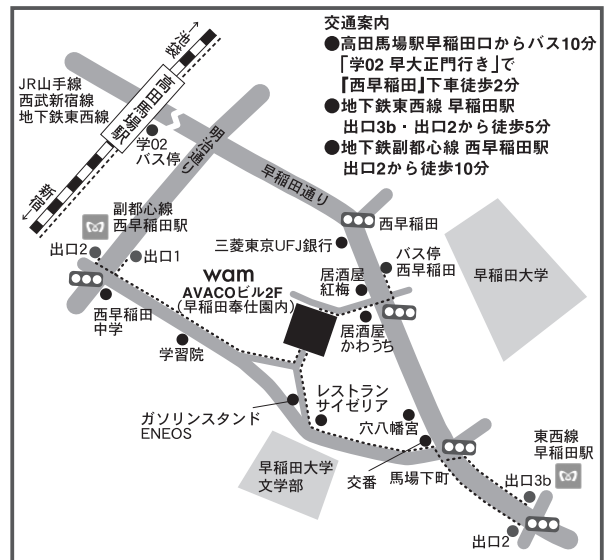 交通案内
●高田馬場駅早稲田口からバス10分
「学02 早大正門行き」で
『西早稲田』下車徒歩2分
●地下鉄東西線 早稲田駅
出口3b・出口2から徒歩5分
●地下鉄副都心線 西早稲田駅
出口2から徒歩10分
←池袋
JR山手線
西武新宿線
地下鉄東西線
高田馬場駅
学02
バス停
明治通り
早稲田通り
←新宿
副都心線
西早稲田駅
出口2
出口1
西早稲田
三菱東京UFJ銀行
バス停
西早稲田
早稲田大学
wam
AVACOビル2F
(早稲田奉仕園内)
居酒屋
紅梅
居酒屋
かわうち
西早稲田
中学
学習院
レストラン
サイゼリア
ガソリンスタンド
ENEOS
穴八幡宮
早稲田大学
文学部
交番
馬場下町
東西線
早稲田駅
出口3b
出口2